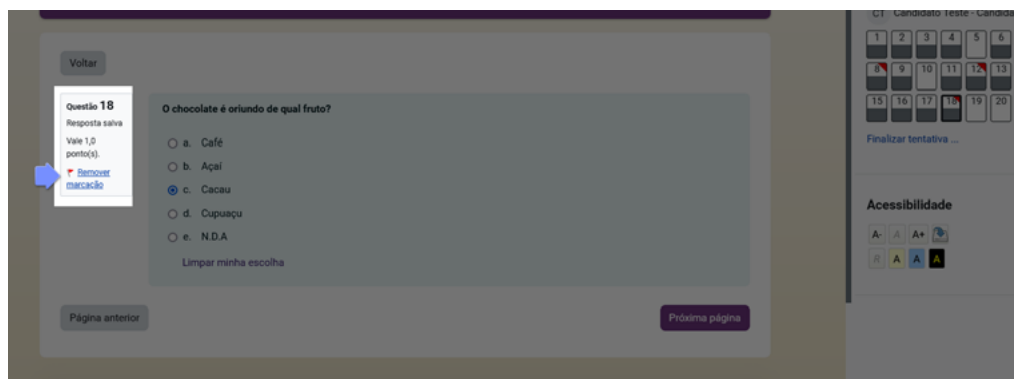 CT Candidato Teste - Candida
1 2 3 4 5 6
Voltar
8 9 10 11 12 13
Questão 18
Resposta salva
Vale 1,0
ponto(s).
Remover
marcação
O chocolate é oriundo de qual fruto?
a. Café
b. Açaí
c. Cacau
d. Cupuaçu
e. N.D.A
Limpar minha escolha
15 16 17 18 19 20
Finalizar tentativa ...
Acessibilidade
A- A A+
R A A A
Página anterior
Próxima página